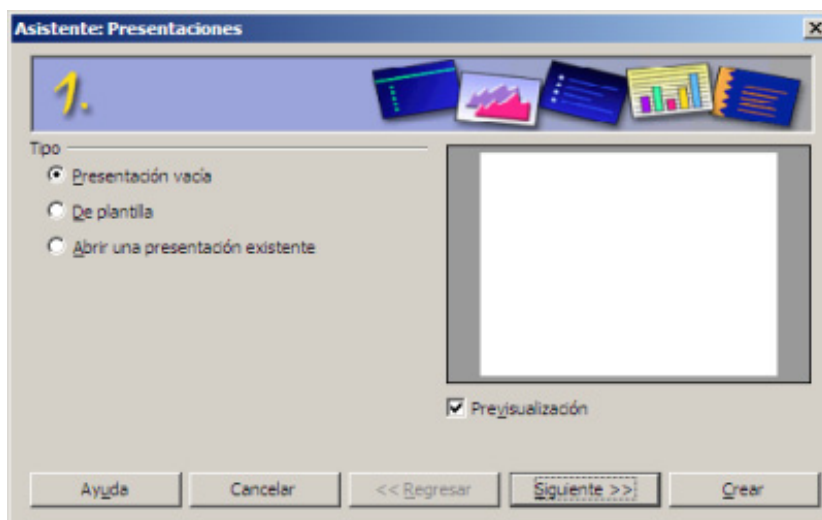 Asistente: Presentaciones
1.
Tipo
Presentación vacía
De plantilla
Abrir una presentación existente
Previsualización
Ayuda
Cancelar
<< Regresar
Siguiente >>
Crear